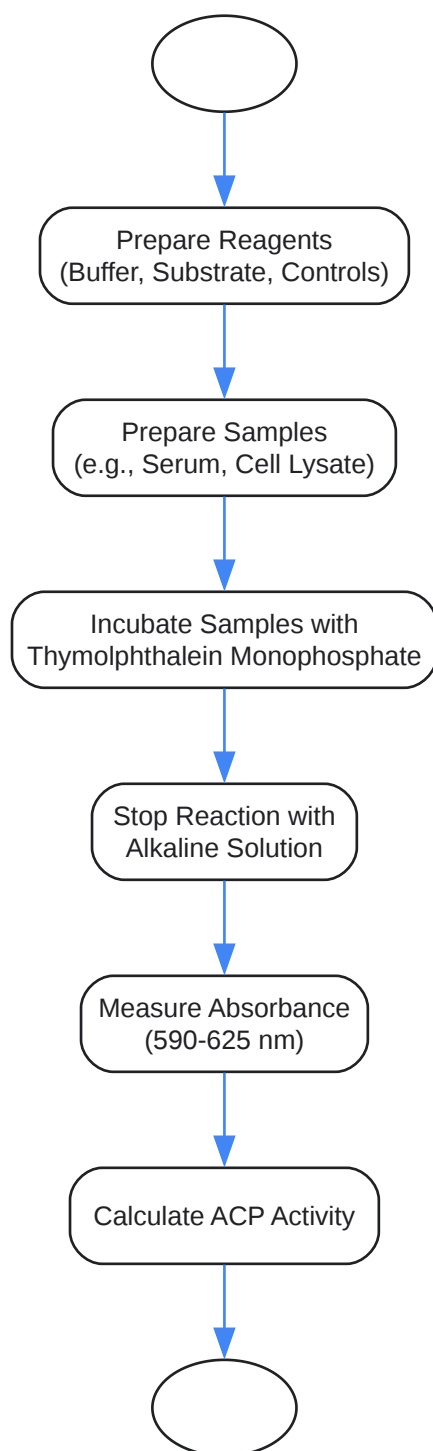 Prepare Reagents
(Buffer, Substrate, Controls)
Prepare Samples
(e.g., Serum, Cell Lysate)
Incubate Samples with
Thymolphthalein Monophosphate
Stop Reaction with
Alkaline Solution
Measure Absorbance
(590-625 nm)
Calculate ACP Activity